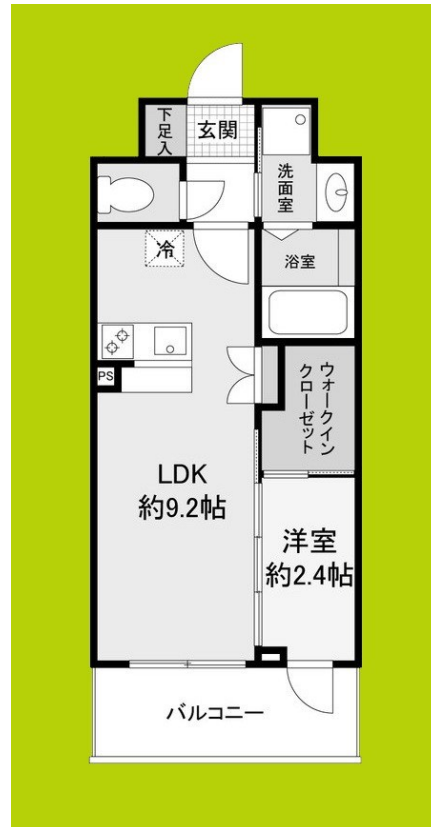 下足入
玄関
洗面室
冷
浴室
PS
ウォークイン
クローゼット
LDK
約9.2帖
洋室
約2.4帖
バルコニー